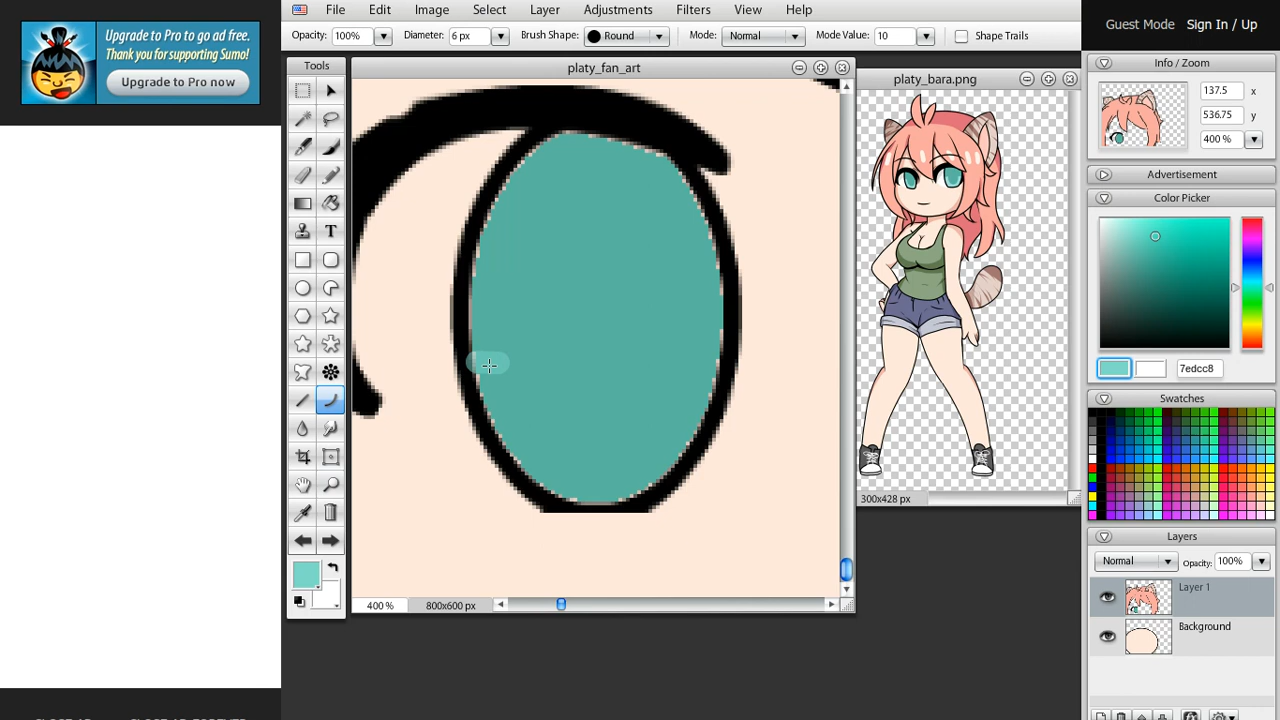 Upgrade to Pro to go ad free.
Thank you for supporting Sumo!
Upgrade to Pro now
File Edit Image Select Layer Adjustments Filters View Help
Guest Mode Sign In / Up
Opacity: 100% Diameter: 6 px Brush Shape: Round Mode: Normal Mode Value: 10 Shape Trails
Tools
platy_fan_art
platy_bara.png
Info / Zoom
137.5 x
536.75 y
400 %
Advertisement
Color Picker
7edcc8
Swatches
300x428 px
Layers
Normal Opacity: 100%
Layer 1
Background
400 % 800x600 px